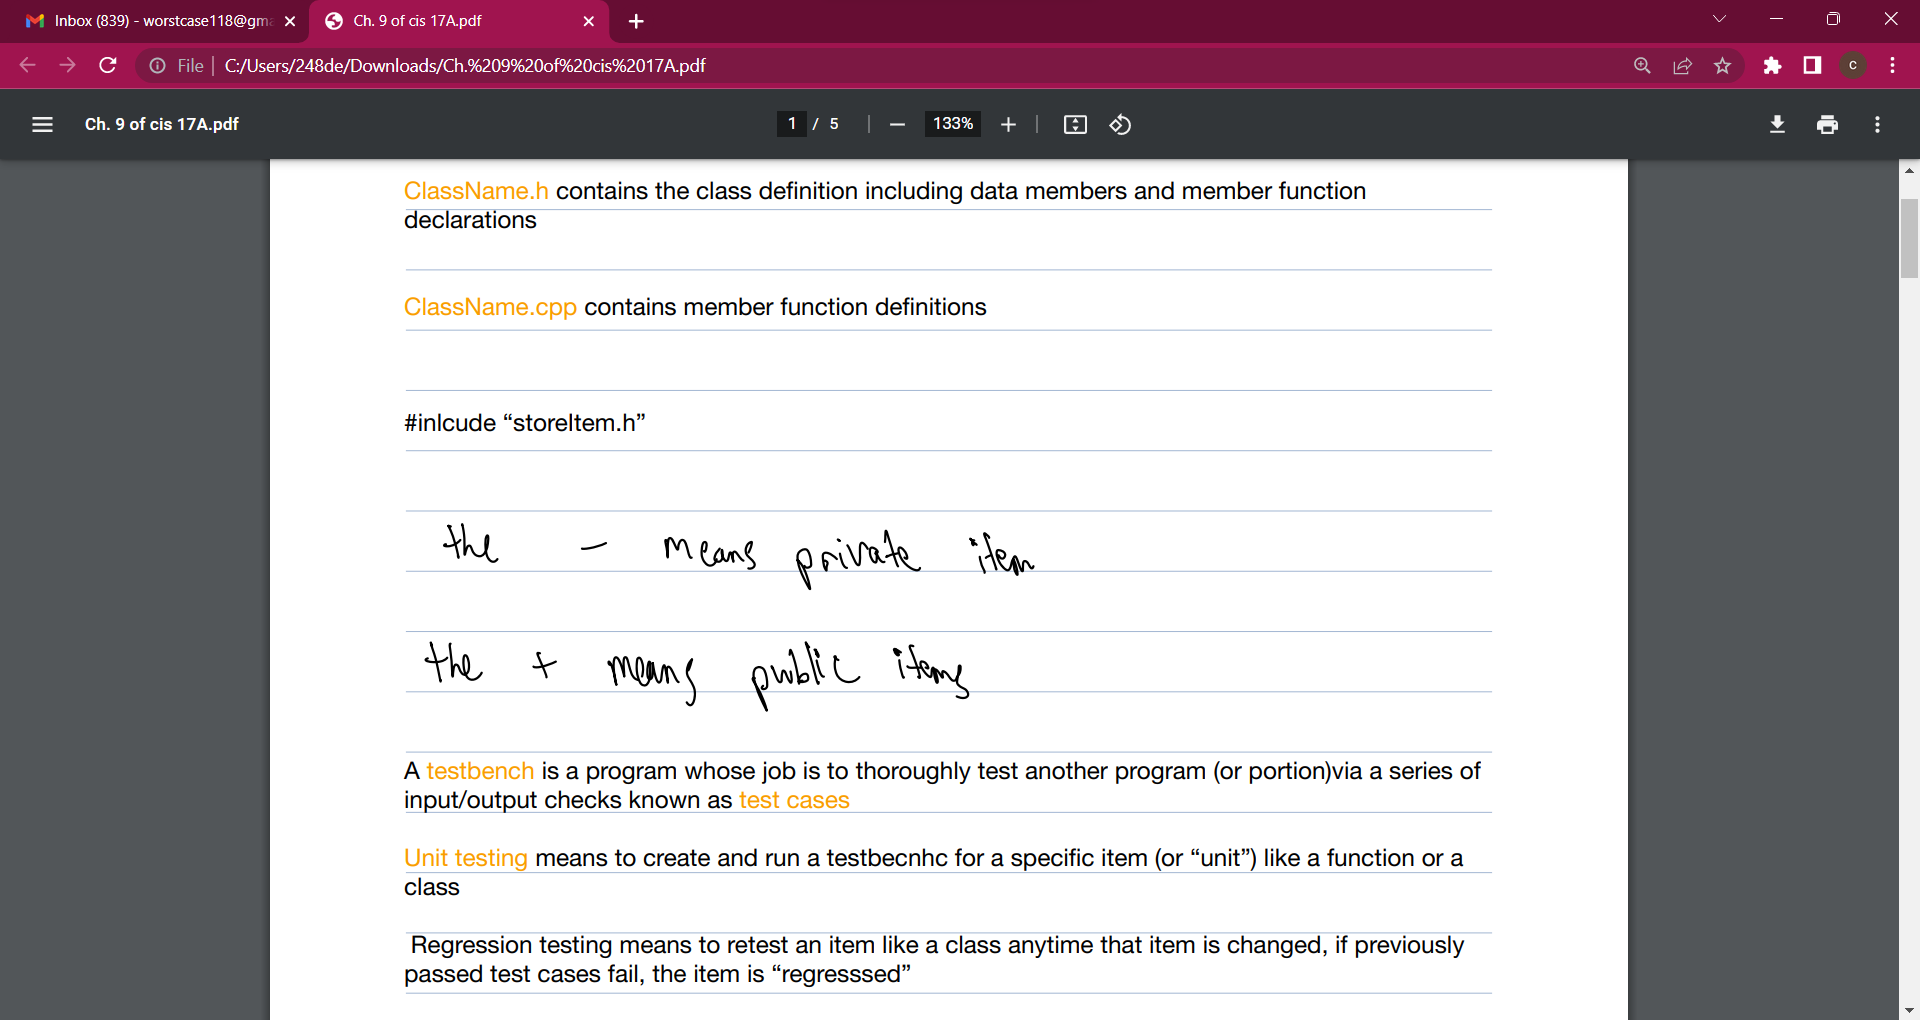 Inbox (839) - worstcase118@gma
Ch. 9 of cis 17A.pdf
File
C:/Users/248de/Downloads/Ch.%209%20of%20cis%2017A.pdf
c
Ch. 9 of cis 17A.pdf
1 / 5
133%
ClassName.h contains the class definition including data members and member function
declarations
ClassName.cpp contains member function definitions
#inlcude “storeItem.h”
the - means private item
the + means public items
A testbench is a program whose job is to thoroughly test another program (or portion)via a series of
input/output checks known as test cases
Unit testing means to create and run a testbecnhc for a specific item (or “unit”) like a function or a
class
Regression testing means to retest an item like a class anytime that item is changed, if previously
passed test cases fail, the item is “regresssed”